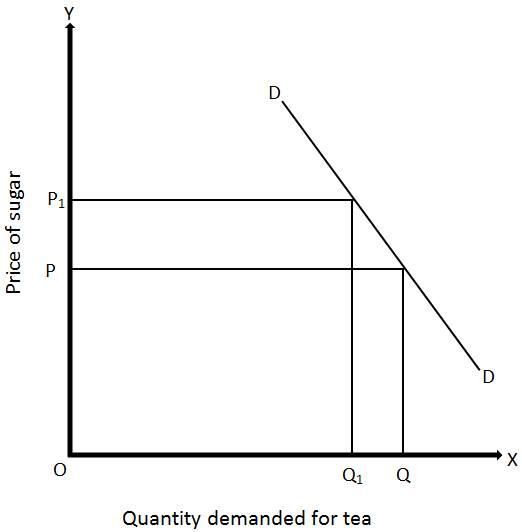 Y
D
Price of sugar
P₁
P
D
O
Q₁ Q
X
Quantity demanded for tea